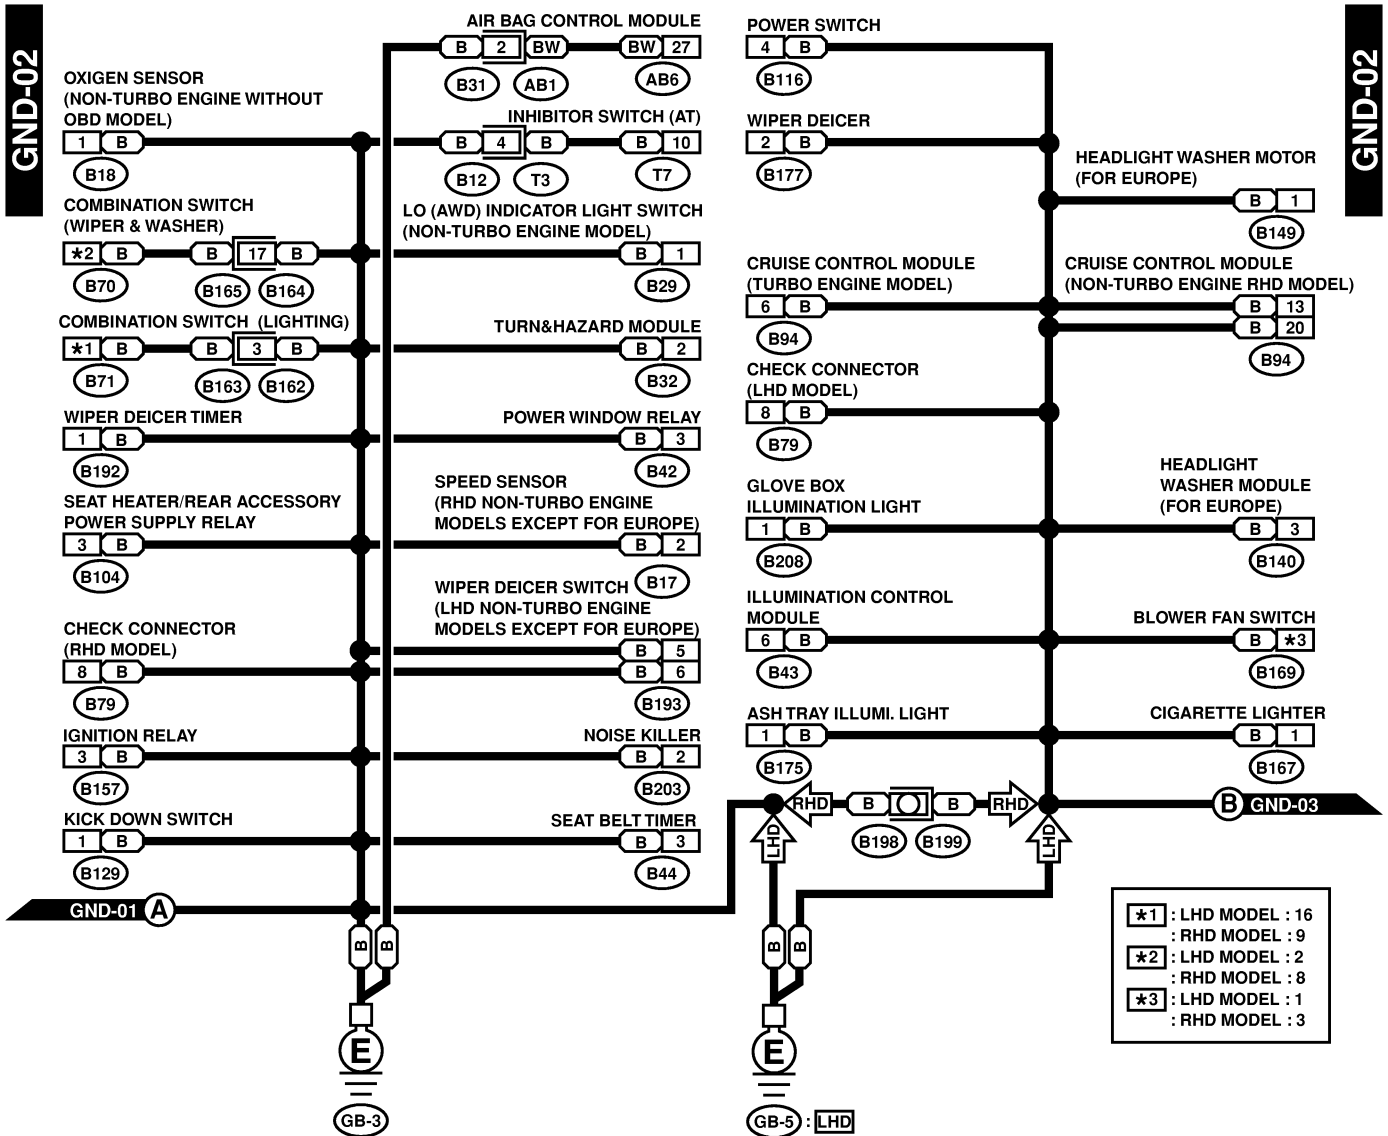 GND-02
OXIGEN SENSOR
(NON-TURBO ENGINE WITHOUT
OBD MODEL)
1 B
B18
COMBINATION SWITCH
(WIPER & WASHER)
*2 B B 17 B
B70 B165 B164
COMBINATION SWITCH (LIGHTING)
*1 B B 3 B
B71 B163 B162
WIPER DEICER TIMER
1 B
B192
SEAT HEATER/REAR ACCESSORY
POWER SUPPLY RELAY
3 B
B104
CHECK CONNECTOR
(RHD MODEL)
8 B
B79
IGNITION RELAY
3 B
B157
KICK DOWN SWITCH
1 B
B129
GND-01 A
AIR BAG CONTROL MODULE
B 2 BW BW 27
B31 AB1 AB6
INHIBITOR SWITCH (AT)
B 4 B B 10
B12 T3 T7
LO (AWD) INDICATOR LIGHT SWITCH
(NON-TURBO ENGINE MODEL)
B 1
B29
TURN&HAZARD MODULE
B 2
B32
POWER WINDOW RELAY
B 3
B42
SPEED SENSOR
(RHD NON-TURBO ENGINE
MODELS EXCEPT FOR EUROPE)
B 2
B17
WIPER DEICER SWITCH
(LHD NON-TURBO ENGINE
MODELS EXCEPT FOR EUROPE)
B 5
B 6
B193
NOISE KILLER
B 2
B203
SEAT BELT TIMER
B 3
B44
B B
E
GB-3
POWER SWITCH
4 B
B116
WIPER DEICER
2 B
B177
CRUISE CONTROL MODULE
(TURBO ENGINE MODEL)
6 B
B94
CHECK CONNECTOR
(LHD MODEL)
8 B
B79
GLOVE BOX
ILLUMINATION LIGHT
1 B
B208
ILLUMINATION CONTROL
MODULE
6 B
B43
ASH TRAY ILLUMI. LIGHT
1 B
B175
RHD B B RHD
B198 B199
LHD LHD
B B
E
GB-5 : LHD
GND-02
HEADLIGHT WASHER MOTOR
(FOR EUROPE)
B 1
B149
CRUISE CONTROL MODULE
(NON-TURBO ENGINE RHD MODEL)
B 13
B 20
B94
HEADLIGHT
WASHER MODULE
(FOR EUROPE)
B 3
B140
BLOWER FAN SWITCH
B *3
B169
CIGARETTE LIGHTER
B 1
B167
B GND-03
*1 : LHD MODEL : 16
: RHD MODEL : 9
*2 : LHD MODEL : 2
: RHD MODEL : 8
*3 : LHD MODEL : 1
: RHD MODEL : 3